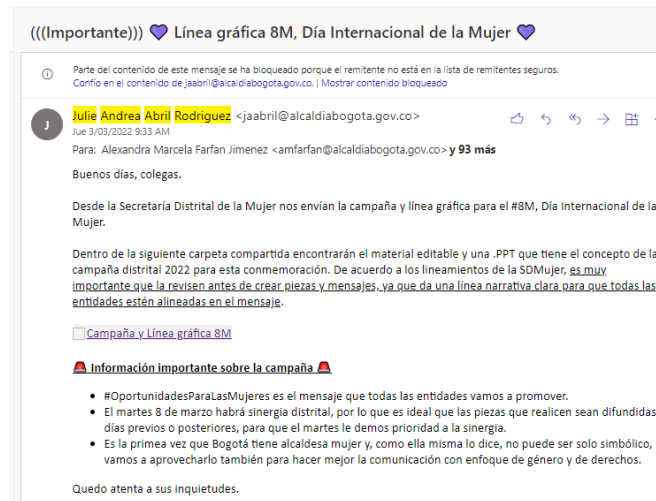 (((Importante))) 💜 Línea gráfica 8M, Día Internacional de la Mujer 💜
Parte del contenido de este mensaje se ha bloqueado porque el remitente no está en la lista de remitentes seguros.
Confío en el contenido de jaabril@alcaldiabogota.gov.co. | Mostrar contenido bloqueado
J
Julie Andrea Abril Rodriguez <jaabril@alcaldiabogota.gov.co>
Jue 3/03/2022 9:33 AM
Para: Alexandra Marcela Farfan Jimenez <amfarfan@alcaldiabogota.gov.co> y 93 más
Buenos días, colegas.
Desde la Secretaría Distrital de la Mujer nos envían la campaña y línea gráfica para el #8M, Día Internacional de la
Mujer.
Dentro de la siguiente carpeta compartida encontrarán el material editable y una .PPT que tiene el concepto de la
campaña distrital 2022 para esta conmemoración. De acuerdo a los lineamientos de la SDMujer, es muy
importante que la revisen antes de crear piezas y mensajes, ya que da una línea narrativa clara para que todas las
entidades estén alineadas en el mensaje.
Campaña y Línea gráfica 8M
🚨 Información importante sobre la campaña 🚨
• #OportunidadesParaLasMujeres es el mensaje que todas las entidades vamos a promover.
• El martes 8 de marzo habrá sinergia distrital, por lo que es ideal que las piezas que realicen sean difundidas
días previos o posteriores, para que el martes le demos prioridad a la sinergia.
• Es la primea vez que Bogotá tiene alcaldesa mujer y, como ella misma lo dice, no puede ser solo simbólico,
vamos a aprovecharlo también para hacer mejor la comunicación con enfoque de género y de derechos.
Quedo atenta a sus inquietudes.